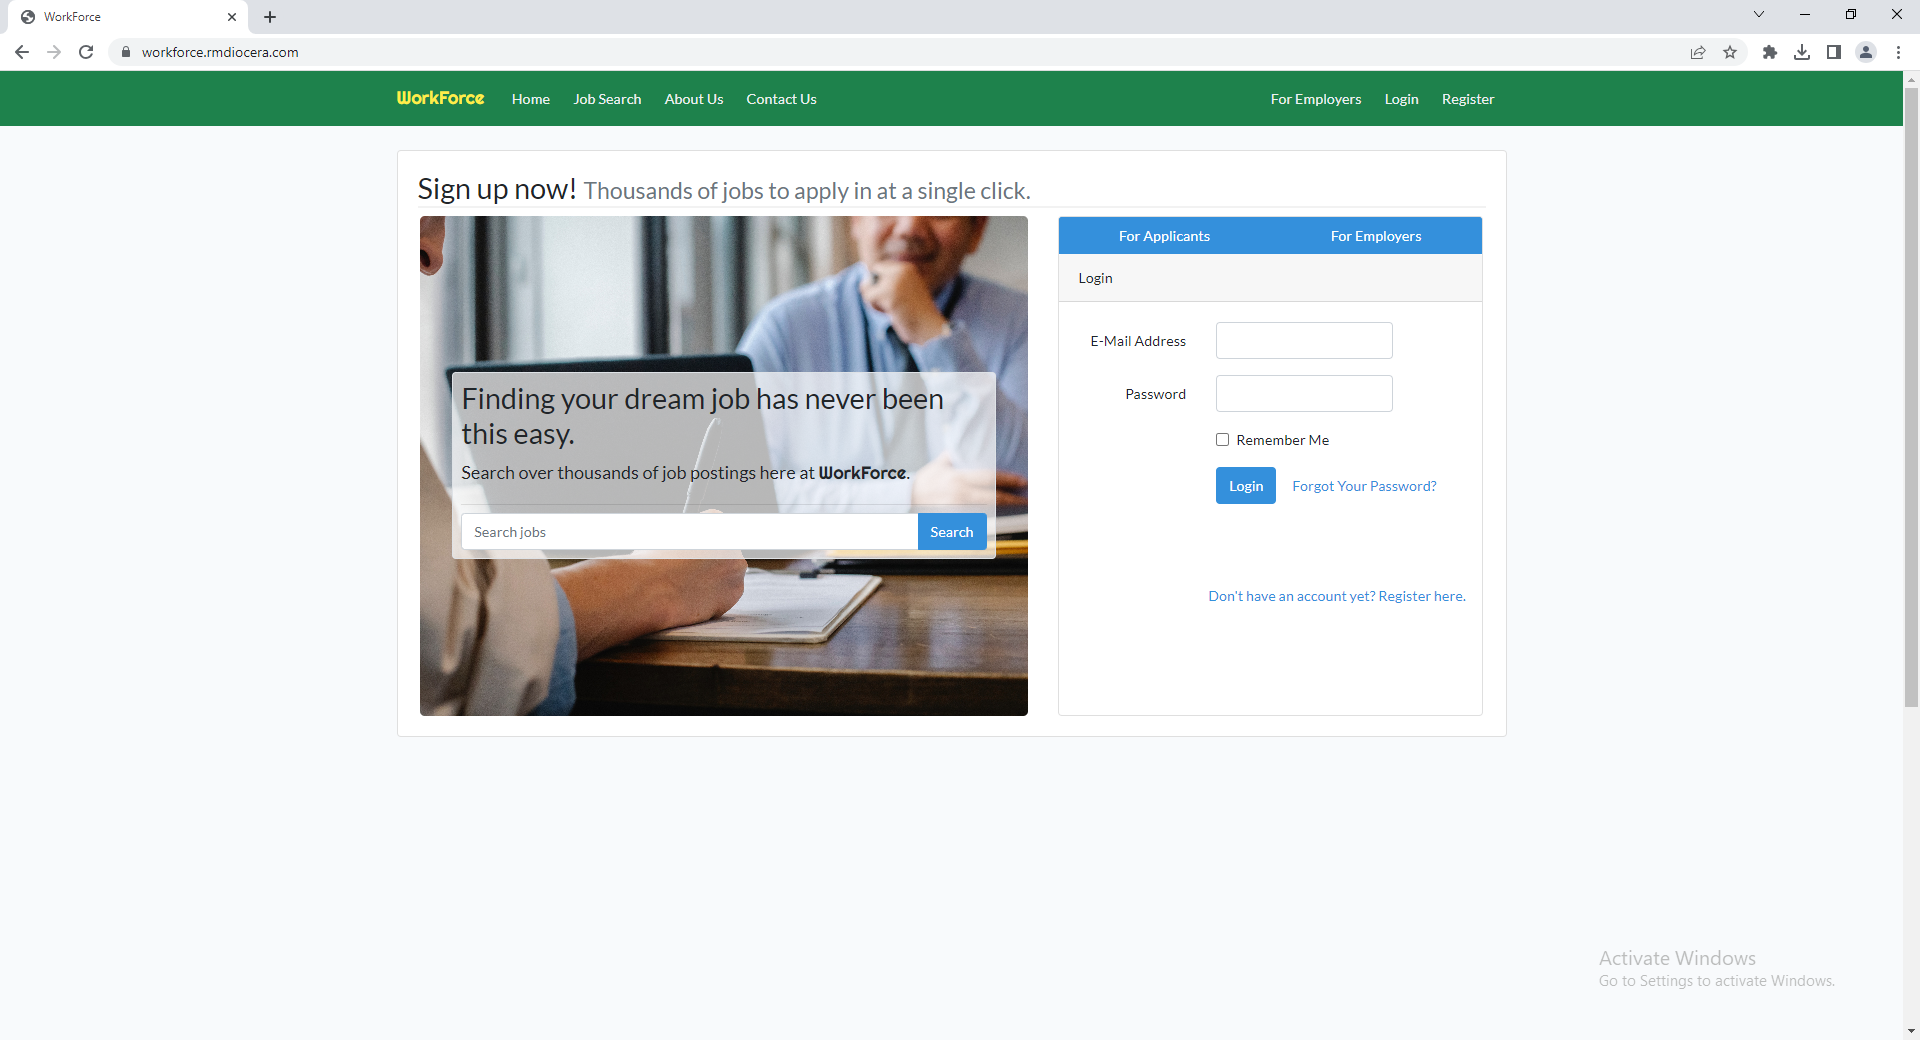 WorkForce
workforce.rmdiocera.com
WorkForce Home Job Search About Us Contact Us For Employers Login Register
Sign up now! Thousands of jobs to apply in at a single click.
Finding your dream job has never been
this easy.
Search over thousands of job postings here at WorkForce.
Search jobs Search
For Applicants For Employers
Login
E-Mail Address
Password
Remember Me
Login Forgot Your Password?
Don't have an account yet? Register here.
Activate Windows
Go to Settings to activate Windows.